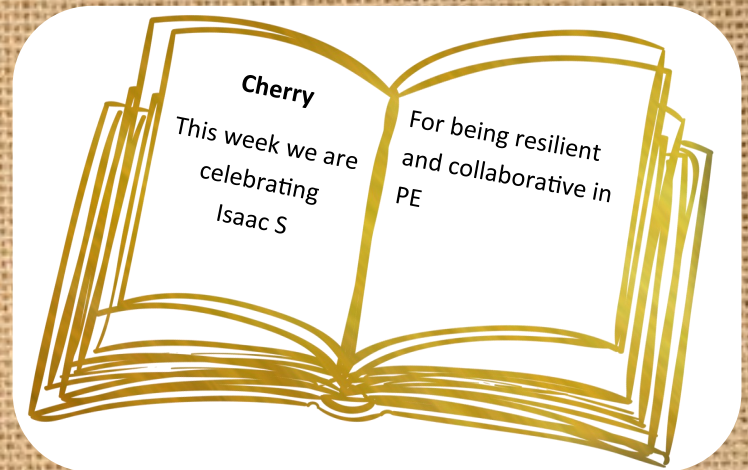 Cherry
This week we are
celebrating
Isaac S
For being resilient
and collaborative in
PE